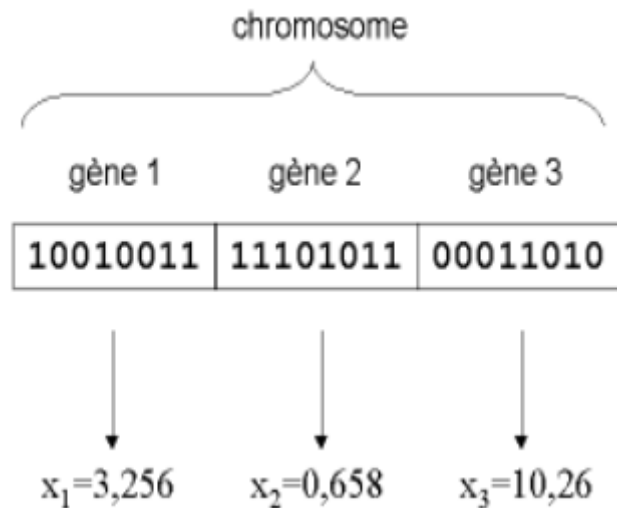 chromosome
gène 1 gène 2 gène 3
10010011 11101011 00011010
x₁=3,256 x₂=0,658 x₃=10,26